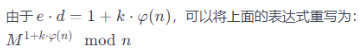 由于 e · d = 1 + k · φ(n)，可以将上面的表达式重写为：
M^{1+k·φ(n)} mod n